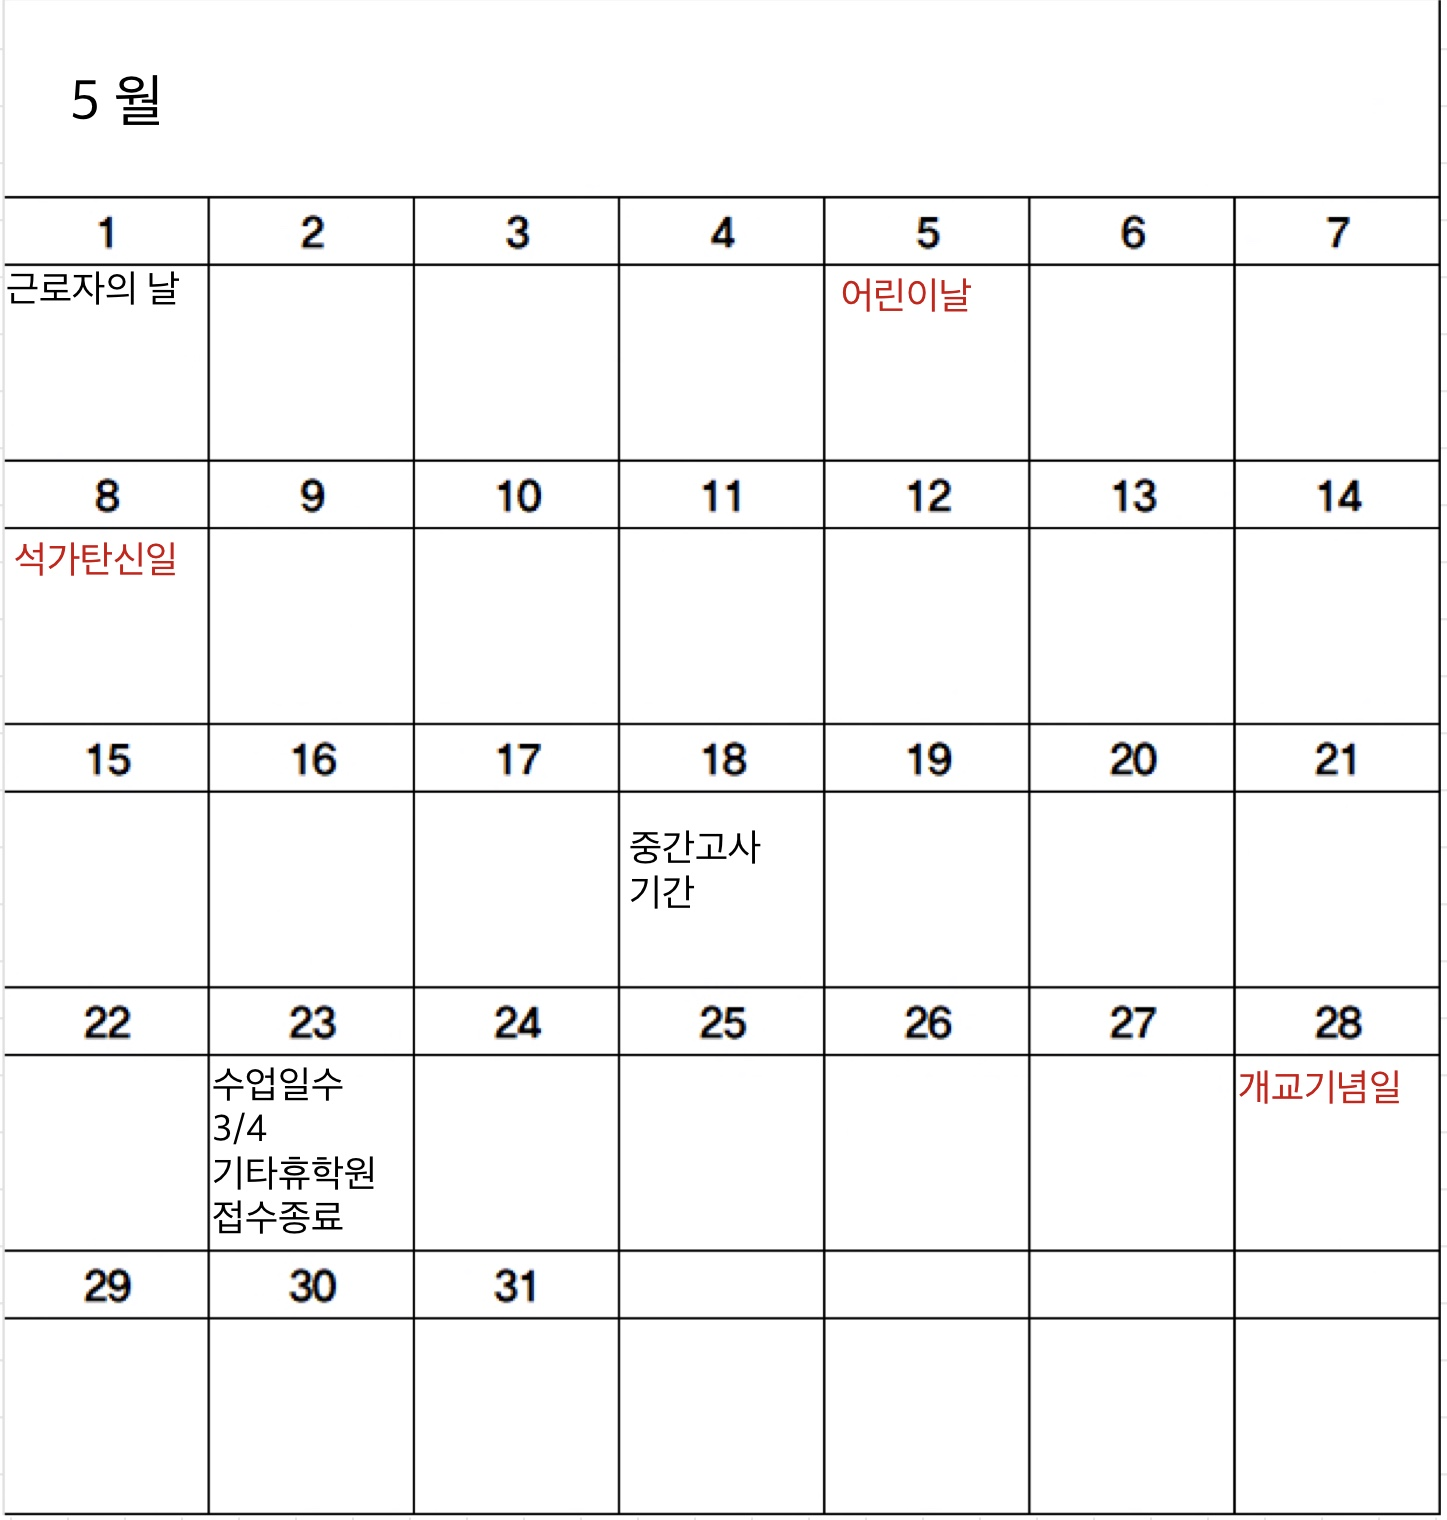 5 월
1 2 3 4 5 6 7
근로자의 날 어린이날
8 9 10 11 12 13 14
석가탄신일
15 16 17 18 19 20 21
중간고사
기간
22 23 24 25 26 27 28
수업일수 개교기념일
3/4
기타휴학원
접수종료
29 30 31